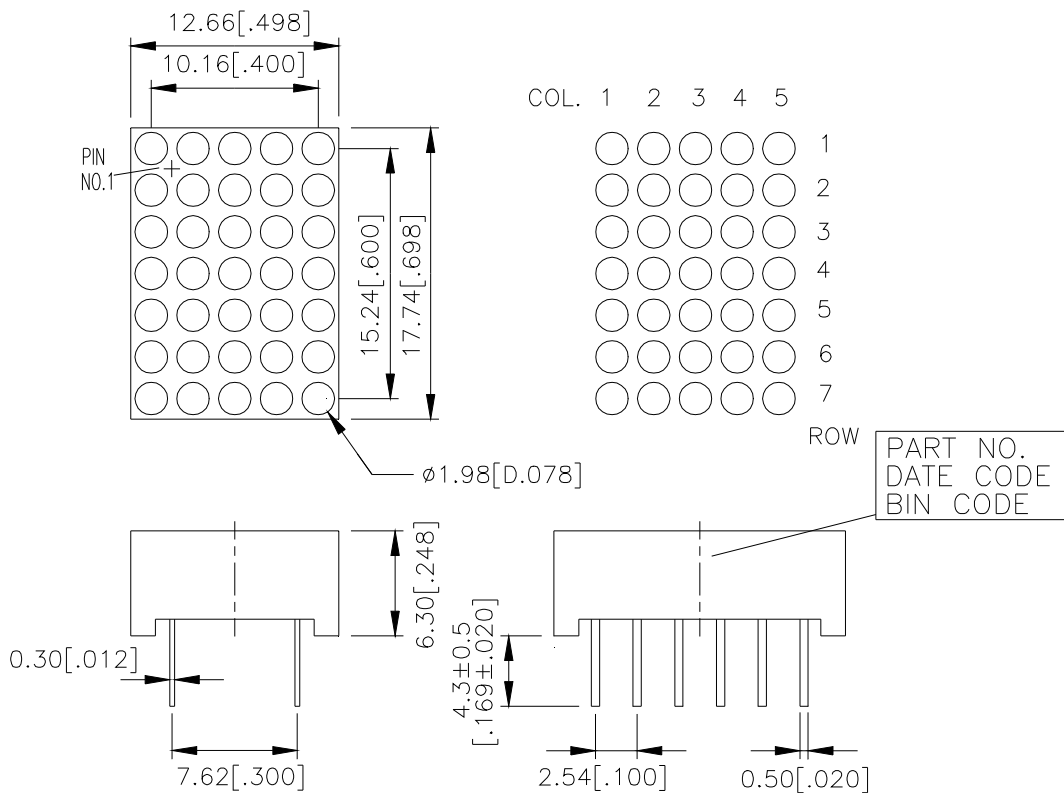 12.66[.498]
10.16[.400]
COL. 1 2 3 4 5
PIN
NO.1
1
2
3
4
5
6
7
ROW
15.24[.600]
17.74[.698]
ø1.98[D.078]
PART NO.
DATE CODE
BIN CODE
6.30[.248]
0.30[.012]
7.62[.300]
4.3±0.5
[.169±.020]
2.54[.100]
0.50[.020]